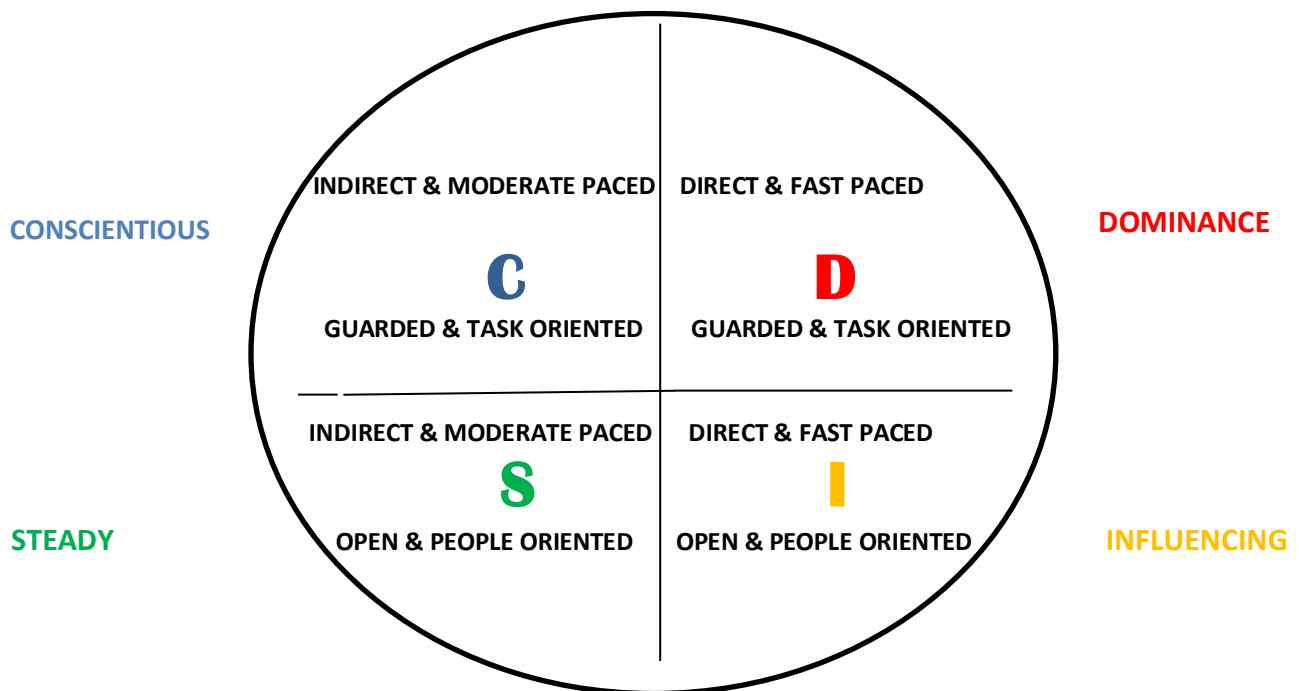 INDIRECT & MODERATE PACED
DIRECT & FAST PACED
CONSCIENTIOUS
DOMINANCE
C
D
GUARDED & TASK ORIENTED
GUARDED & TASK ORIENTED
INDIRECT & MODERATE PACED
DIRECT & FAST PACED
S
I
STEADY
OPEN & PEOPLE ORIENTED
OPEN & PEOPLE ORIENTED
INFLUENCING